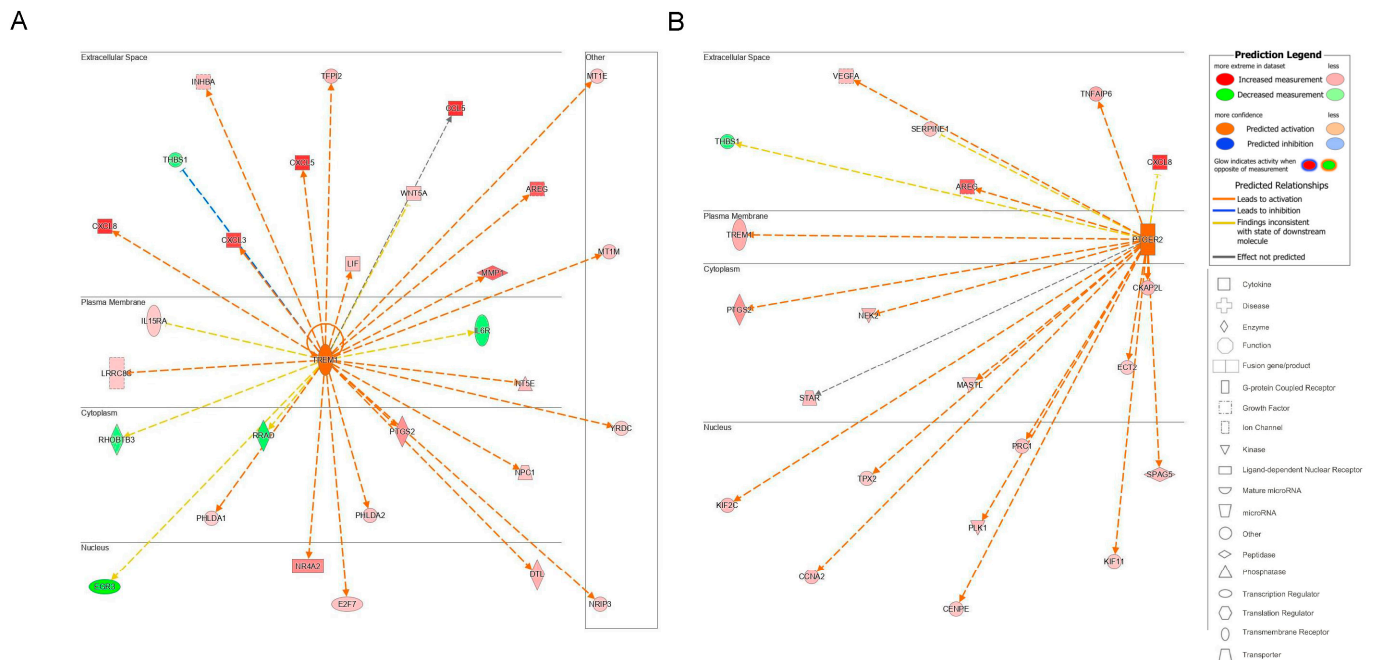 A
B
Extracellular Space
Other
INHBA
TFPI2
MT1E
CCL5
THBS1
CXCL5
WNT5A
AREG
CXCL8
CXCL3
MT1M
LIF
MMP1
Plasma Membrane
IL15RA
IL6R
TREM1
LRRC8C
NT5E
Cytoplasm
RHOBTB3
RRAD
PTGS2
YRDC
NPC1
PHLDA1
PHLDA2
Nucleus
NR4A2
EGR3
DTL
E2F7
NRIP3
Extracellular Space
VEGFA
TNFAIP6
SERPINE1
THBS1
CXCL8
AREG
Plasma Membrane
TREM1
PTGER2
Cytoplasm
CKAP2L
PTGS2
NEK2
ECT2
MASTL
STAR
Nucleus
PRC1
TPX2
SPAG5
KIF2C
PLK1
KIF11
CCNA2
CENPE
Prediction Legend
more extreme in dataset less
Increased measurement
Decreased measurement
more confidence less
Predicted activation
Predicted inhibition
Glow indicates activity when
opposite of measurement
Predicted Relationships
Leads to activation
Leads to inhibition
Findings inconsistent
with state of downstream
molecule
Effect not predicted
Cytokine
Disease
Enzyme
Function
Fusion gene/product
G-protein Coupled Receptor
Growth Factor
Ion Channel
Kinase
Ligand-dependent Nuclear Receptor
Mature microRNA
microRNA
Other
Peptidase
Phosphatase
Transcription Regulator
Translation Regulator
Transmembrane Receptor
Transporter